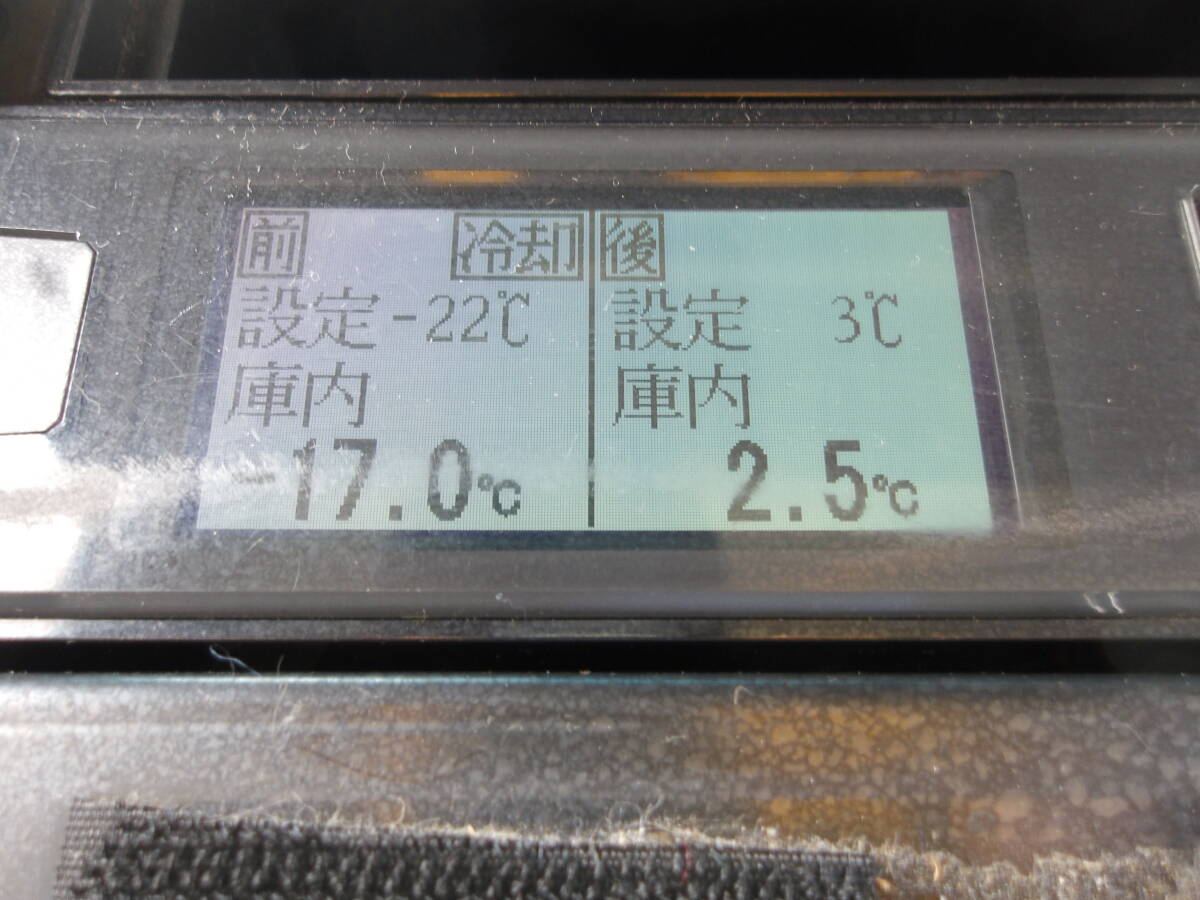 前 冷却
設定 -22℃
庫内
-17.0℃
後
設定 3℃
庫内
2.5℃